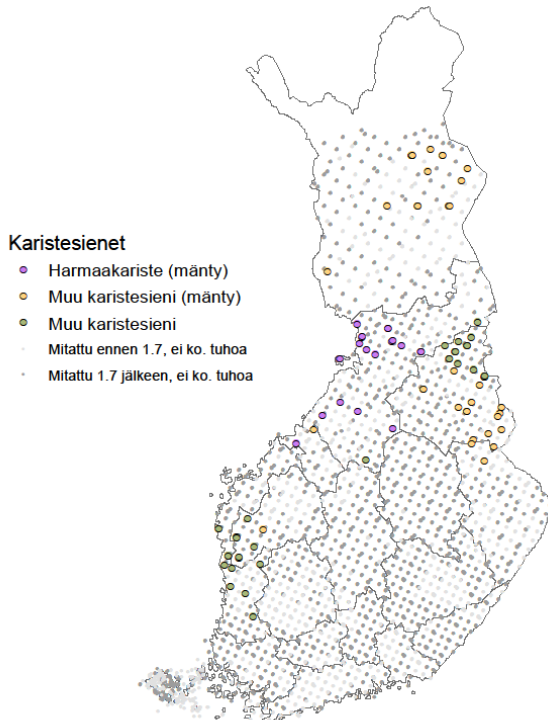 Karistesienet
Harmaakariste (mänty)
Muu karistesieni (mänty)
Muu karistesieni
Mitattu ennen 1.7, ei ko. tuhoa
Mitattu 1.7 jälkeen, ei ko. tuhoa